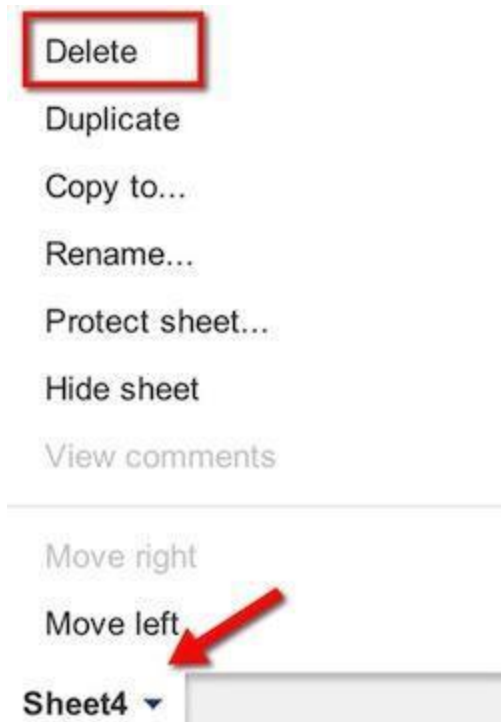 Delete
Duplicate
Copy to...
Rename...
Protect sheet...
Hide sheet
View comments
Move right
Move left
Sheet4